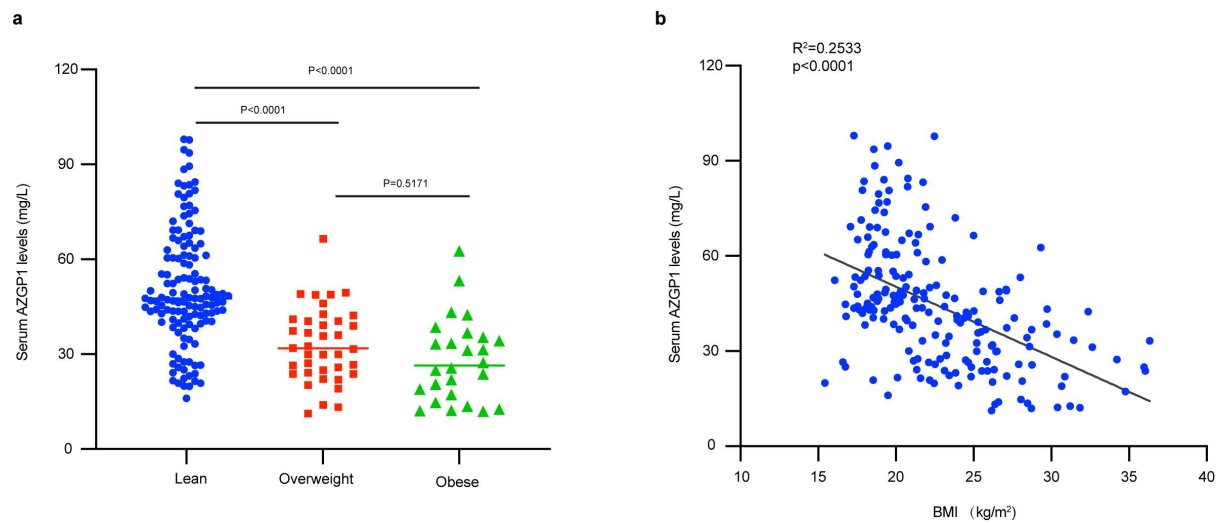 a
P<0.0001
P<0.0001
P=0.5171
Serum AZGP1 levels (mg/L)
120
90
60
30
0
Lean
Overweight
Obese
b
R²=0.2533
p<0.0001
Serum AZGP1 levels (mg/L)
120
90
60
30
0
10
15
20
25
30
35
40
BMI （kg/m²）